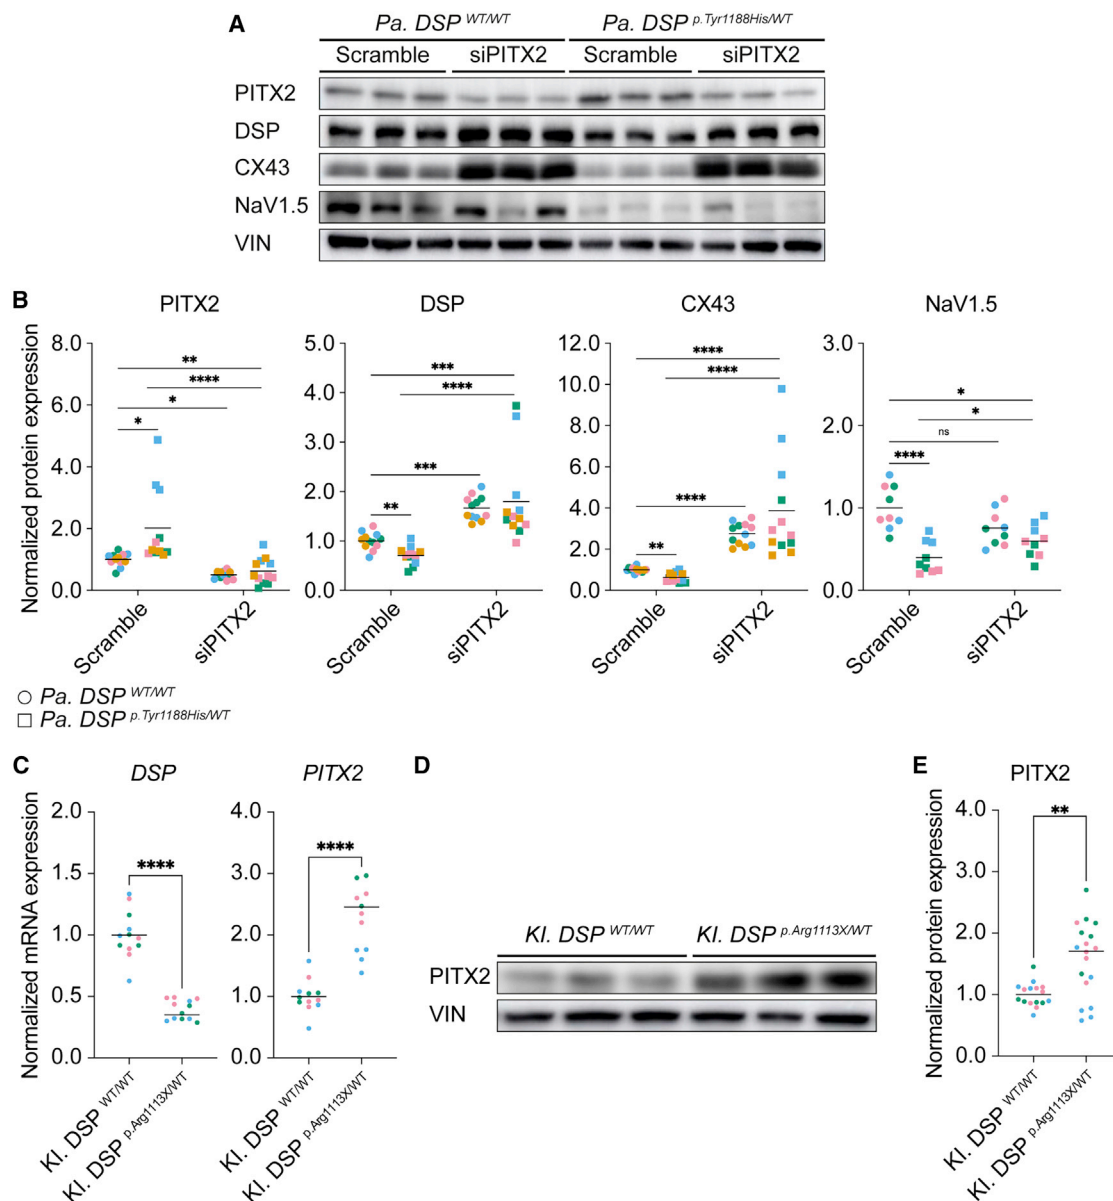 A
Pa. DSP WT/WT Pa. DSP p.Tyr1188His/WT
Scramble siPITX2 Scramble siPITX2
PITX2
DSP
CX43
NaV1.5
VIN
B
PITX2 DSP CX43 NaV1.5
Normalized protein expression
8.0
6.0
4.0
2.0
0.0
**
****
*
*
Scramble siPITX2
5.0
4.0
3.0
2.0
1.0
0.0
***
****
***
**
Scramble siPITX2
12.0
10.0
8.0
6.0
4.0
2.0
0.0
****
****
****
**
Scramble siPITX2
3.0
2.0
1.0
0.0
*
*
ns
****
Scramble siPITX2
Pa. DSP WT/WT
Pa. DSP p.Tyr1188His/WT
C
DSP PITX2
Normalized mRNA expression
2.0
1.5
1.0
0.5
0.0
****
KI. DSP WT/WT
KI. DSP p.Arg1113X/WT
4.0
3.0
2.0
1.0
0.0
****
KI. DSP WT/WT
KI. DSP p.Arg1113X/WT
D
KI. DSP WT/WT KI. DSP p.Arg1113X/WT
PITX2
VIN
E
PITX2
Normalized protein expression
4.0
3.0
2.0
1.0
0.0
**
KI. DSP WT/WT
KI. DSP p.Arg1113X/WT